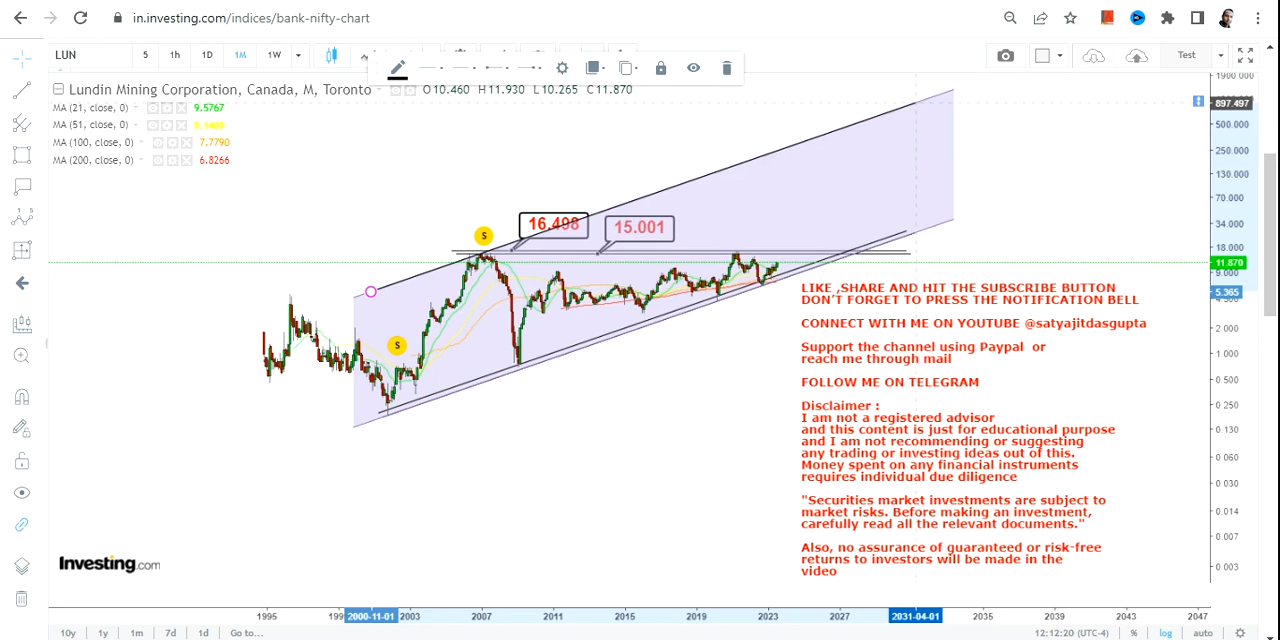 in.investing.com/indices/bank-nifty-chart
LUN 5 1h 1D 1M 1W Test
Lundin Mining Corporation, Canada, M, Toronto O10.460 H11.930 L10.265 C11.870
MA (21, close, 0) 9.5767
MA (51, close, 0)
MA (100, close, 0) 7.7790
MA (200, close, 0) 6.8266
1900.000
897.497
500.000
250.000
130.000
70.000
34.000
18.000
11.870
9.000
5.365
2.000
1.000
0.500
0.250
0.130
0.060
0.030
0.014
0.007
0.003
16.498 15.001
$
$
LIKE ,SHARE AND HIT THE SUBSCRIBE BUTTON
DON'T FORGET TO PRESS THE NOTIFICATION BELL
CONNECT WITH ME ON YOUTUBE @satyajitdasgupta
Support the channel using Paypal or
reach me through mail
FOLLOW ME ON TELEGRAM
Disclaimer :
I am not a registered advisor
and this content is just for educational purpose
and I am not recommending or suggesting
any trading or investing ideas out of this.
Money spent on any financial instruments
requires individual due diligence
"Securities market investments are subject to
market risks. Before making an investment,
carefully read all the relevant documents."
Also, no assurance of guaranteed or risk-free
returns to investors will be made in the
video
Investing.com
1995 2000-11-01 2003 2007 2011 2015 2019 2023 2027 2031-04-01 2035 2039 2043 2047
10y 1y 1m 7d 1d Go to... 12:12:20 (UTC-4) % log auto